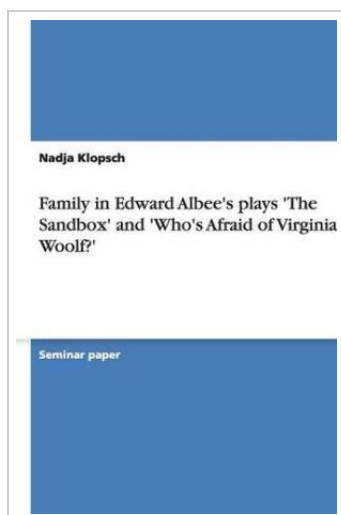 Nadja Klopsch
Family in Edward Albee's plays 'The
Sandbox' and 'Who's Afraid of Virginia
Woolf?'
Seminar paper